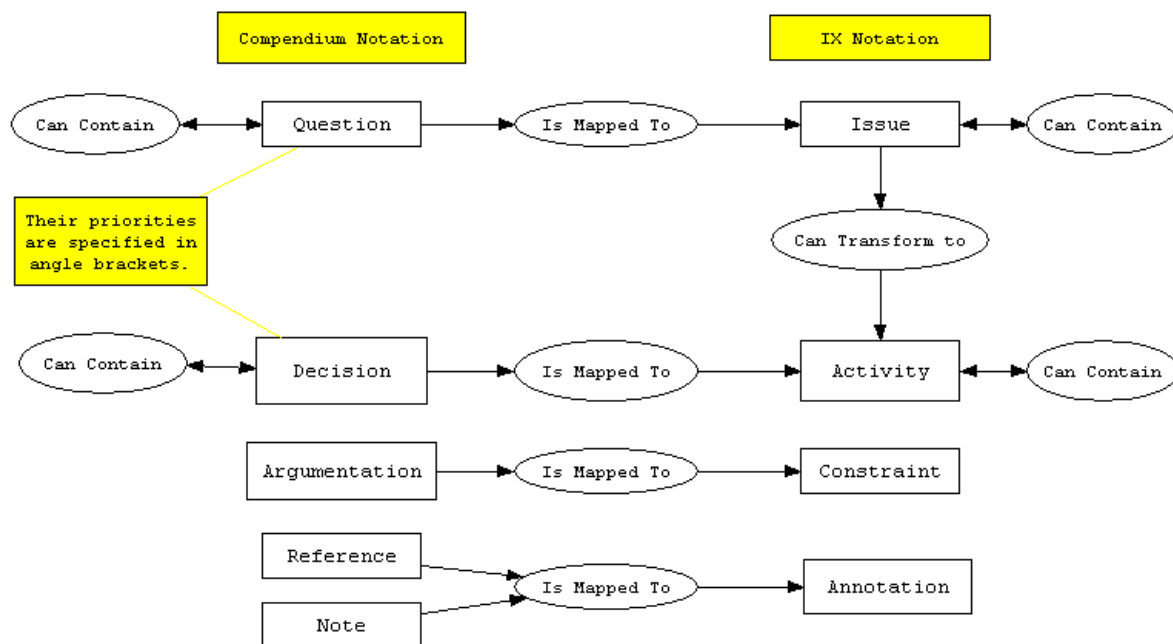 Compendium Notation
IX Notation
Can Contain
Question
Is Mapped To
Issue
Can Contain
Their priorities
are specified in
angle brackets.
Can Transform to
Can Contain
Decision
Is Mapped To
Activity
Can Contain
Argumentation
Is Mapped To
Constraint
Reference
Is Mapped To
Annotation
Note